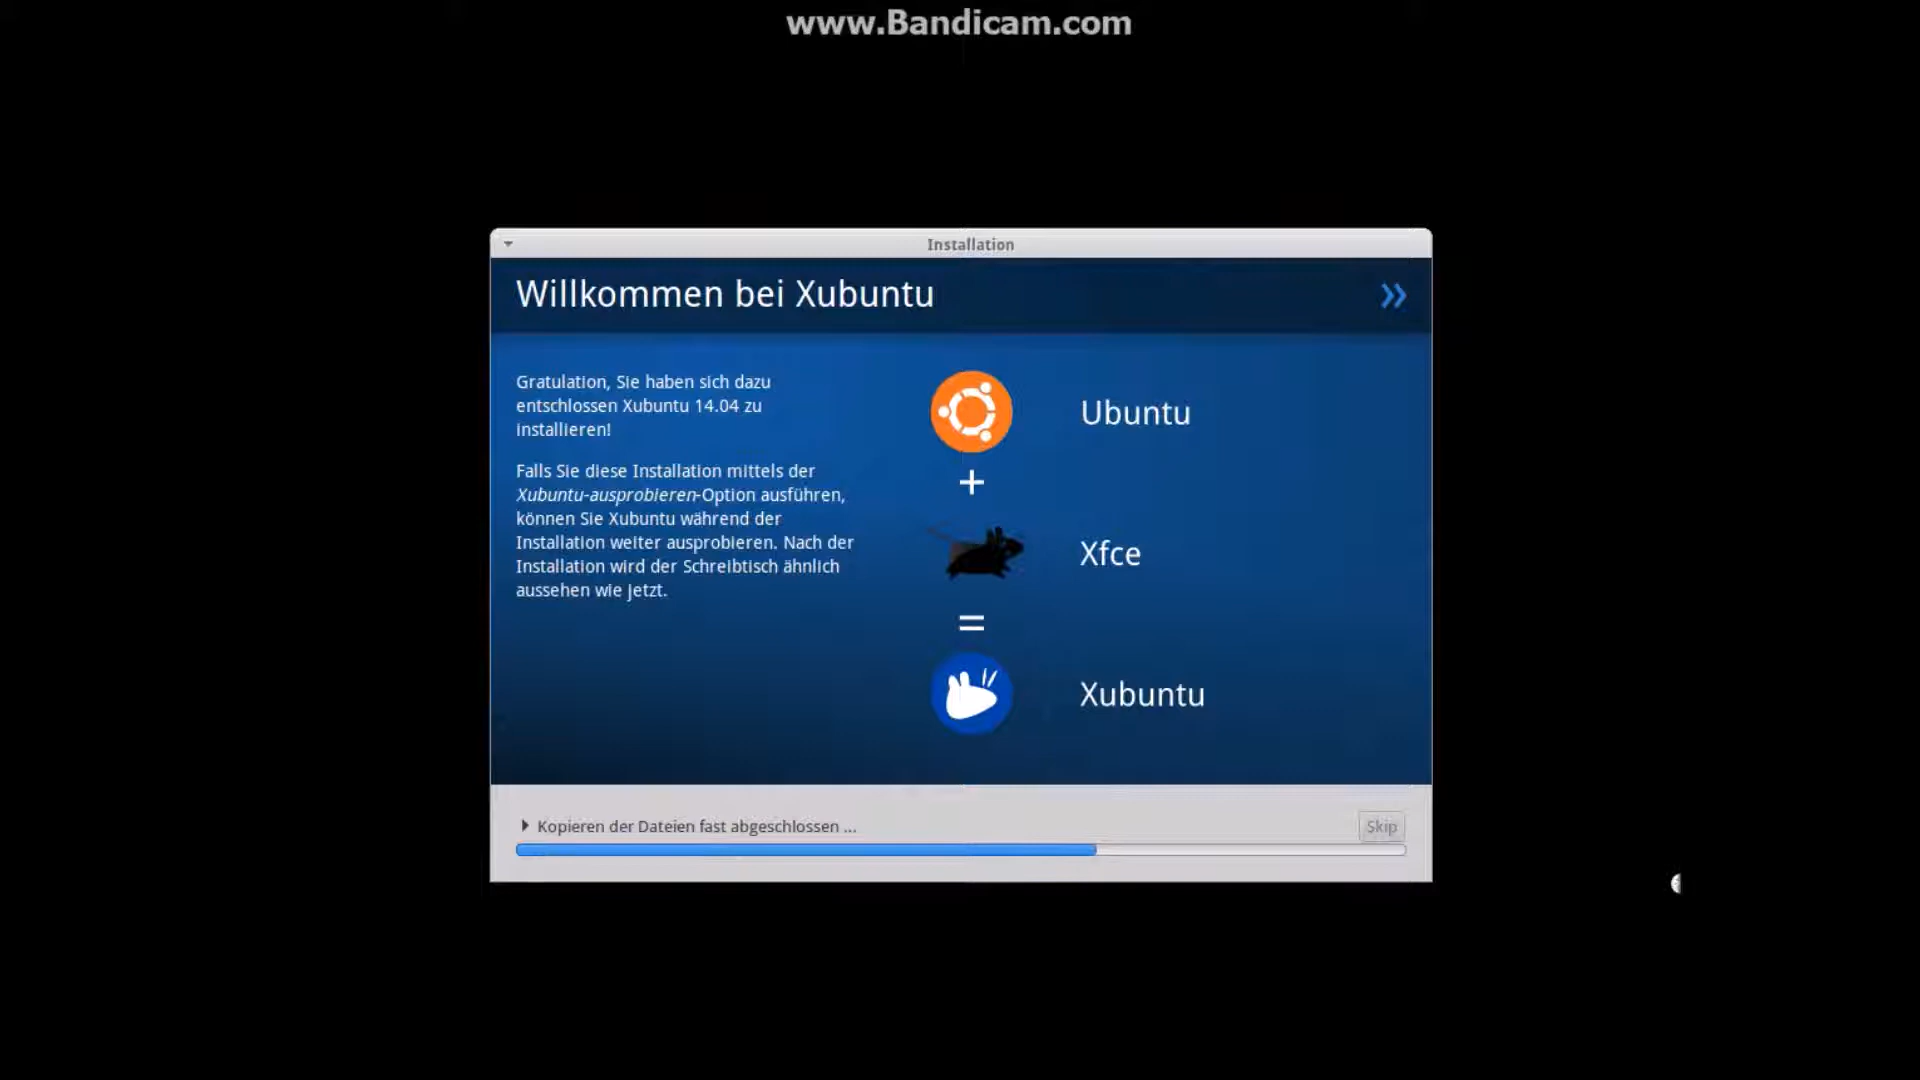 www.Bandicam.com
Installation
Willkommen bei Xubuntu
Gratulation, Sie haben sich dazu
entschlossen Xubuntu 14.04 zu
installieren!
Falls Sie diese Installation mittels der
Xubuntu-ausprobieren-Option ausführen,
können Sie Xubuntu während der
Installation weiter ausprobieren. Nach der
Installation wird der Schreibtisch ähnlich
aussehen wie jetzt.
Ubuntu
+
Xfce
=
Xubuntu
Kopieren der Dateien fast abgeschlossen ...
Skip